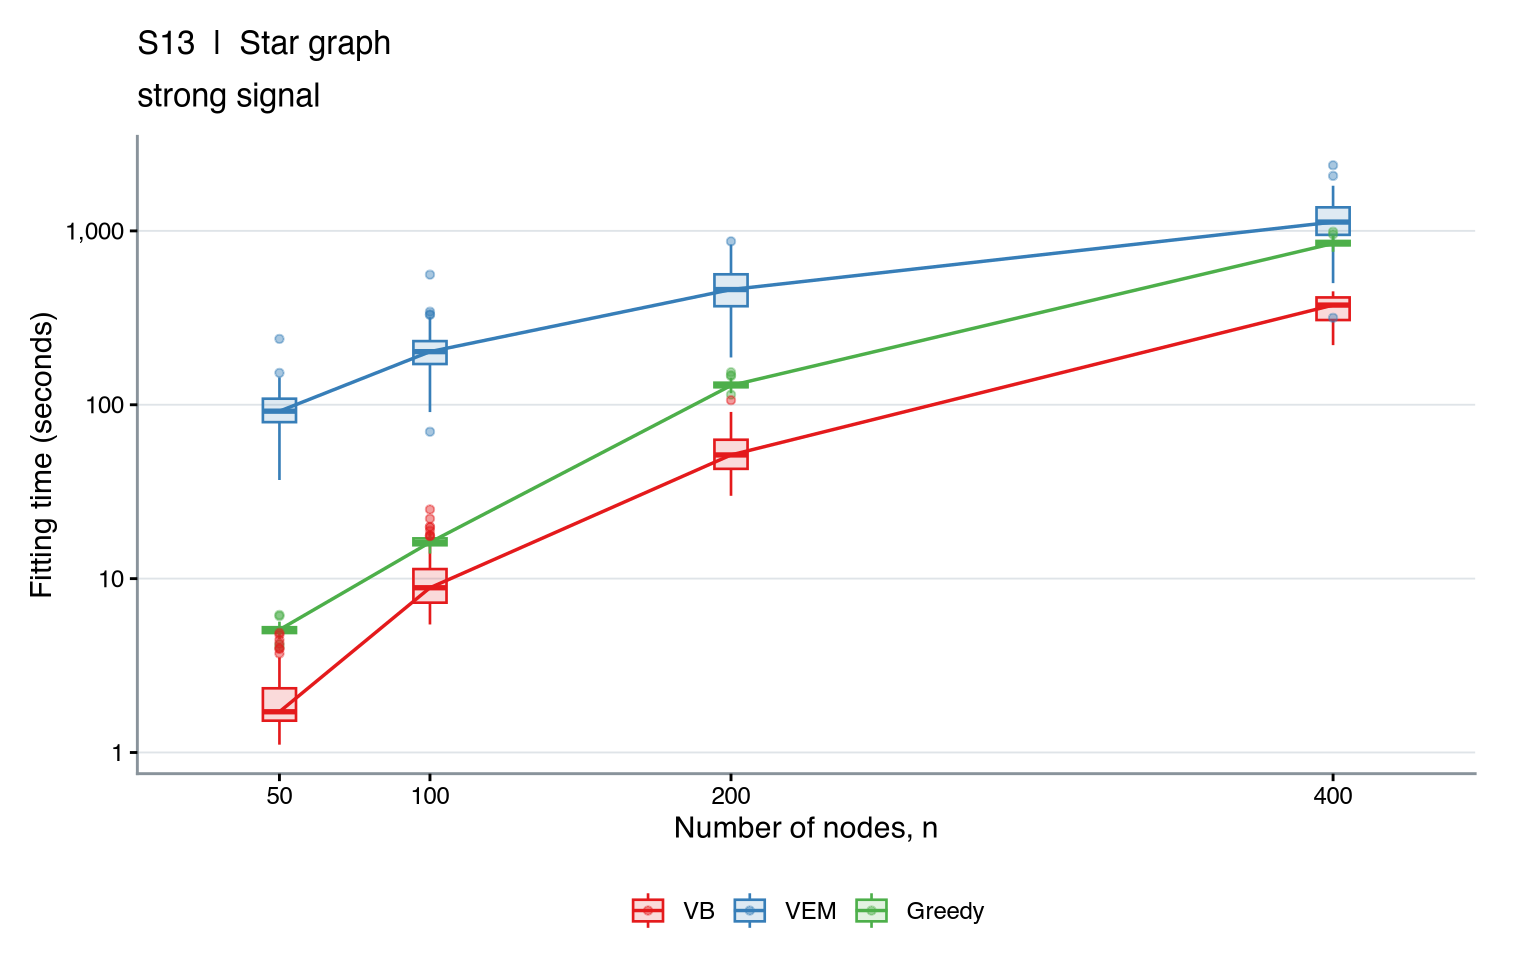 S13 | Star graph
strong signal
Fitting time (seconds)
1,000
100
10
1
50 100 200 400
Number of nodes, n
VB VEM Greedy